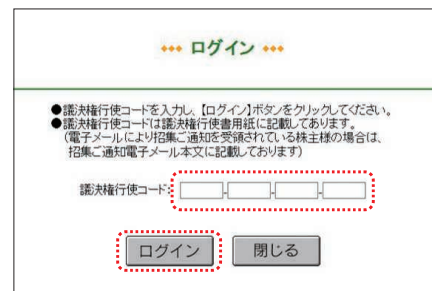 ログイン
●議決権行使コードを入力し、【ログイン】ボタンをクリックしてください。
●議決権行使コードは議決権行使書用紙に記載してあります。
(電子メールにより招集ご通知を受領されている株主様の場合は、
招集ご通知電子メール本文に記載しております)
議決権行使コード: - - -
ログイン 閉じる